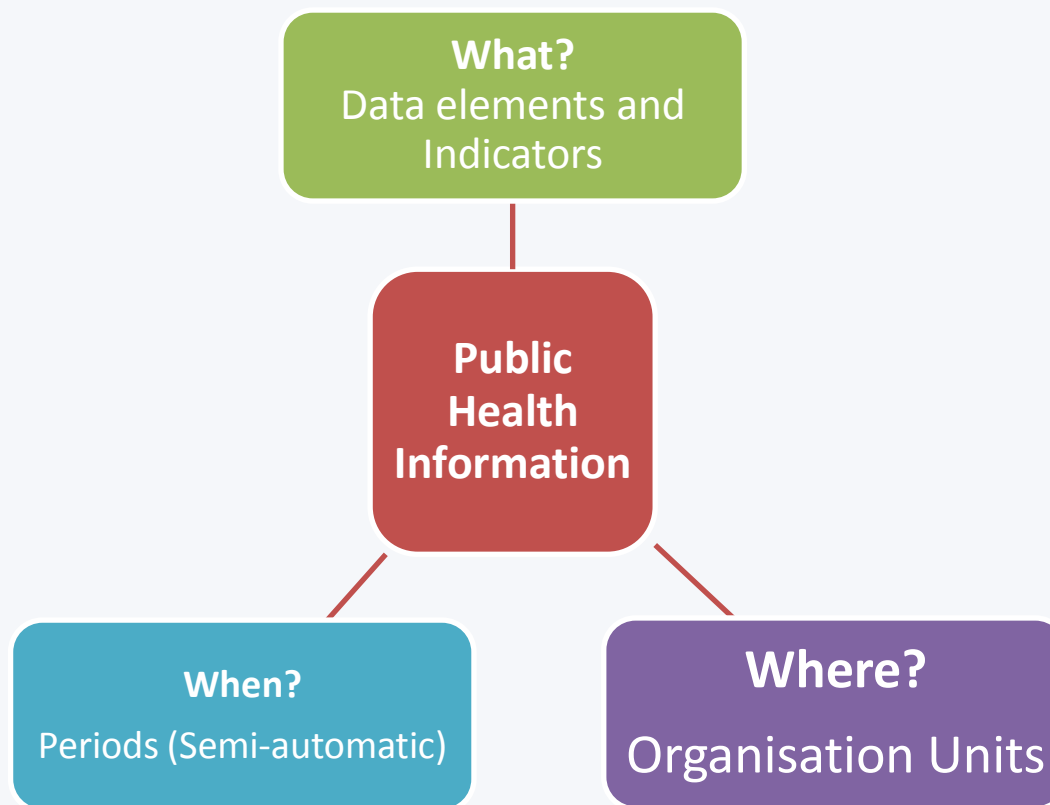 What?
Data elements and
Indicators
Public
Health
Information
When?
Periods (Semi-automatic)
Where?
Organisation Units